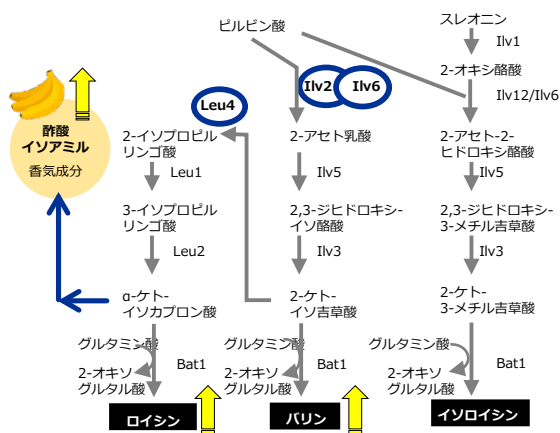 ピルビン酸
スレオニン
Ilv1
2-オキシ酪酸
Ilv2
Ilv6
Ilv12/Ilv6
Leu4
酢酸
イソアミル
香気成分
2-イソプロピル
リンゴ酸
2-アセト乳酸
2-アセト-2-
ヒドロキシ酪酸
Leu1
Ilv5
Ilv5
3-イソプロピル
リンゴ酸
2,3-ジヒドロキシ-
イソ酪酸
2,3-ジヒドロキシ-
3-メチル吉草酸
Leu2
Ilv3
Ilv3
α-ケト-
イソカプロン酸
2-ケト-
イソ吉草酸
2-ケト-
3-メチル吉草酸
グルタミン酸
Bat1
2-オキソ
グルタル酸
グルタミン酸
Bat1
2-オキソ
グルタル酸
グルタミン酸
Bat1
2-オキソ
グルタル酸
ロイシン
バリン
イソロイシン